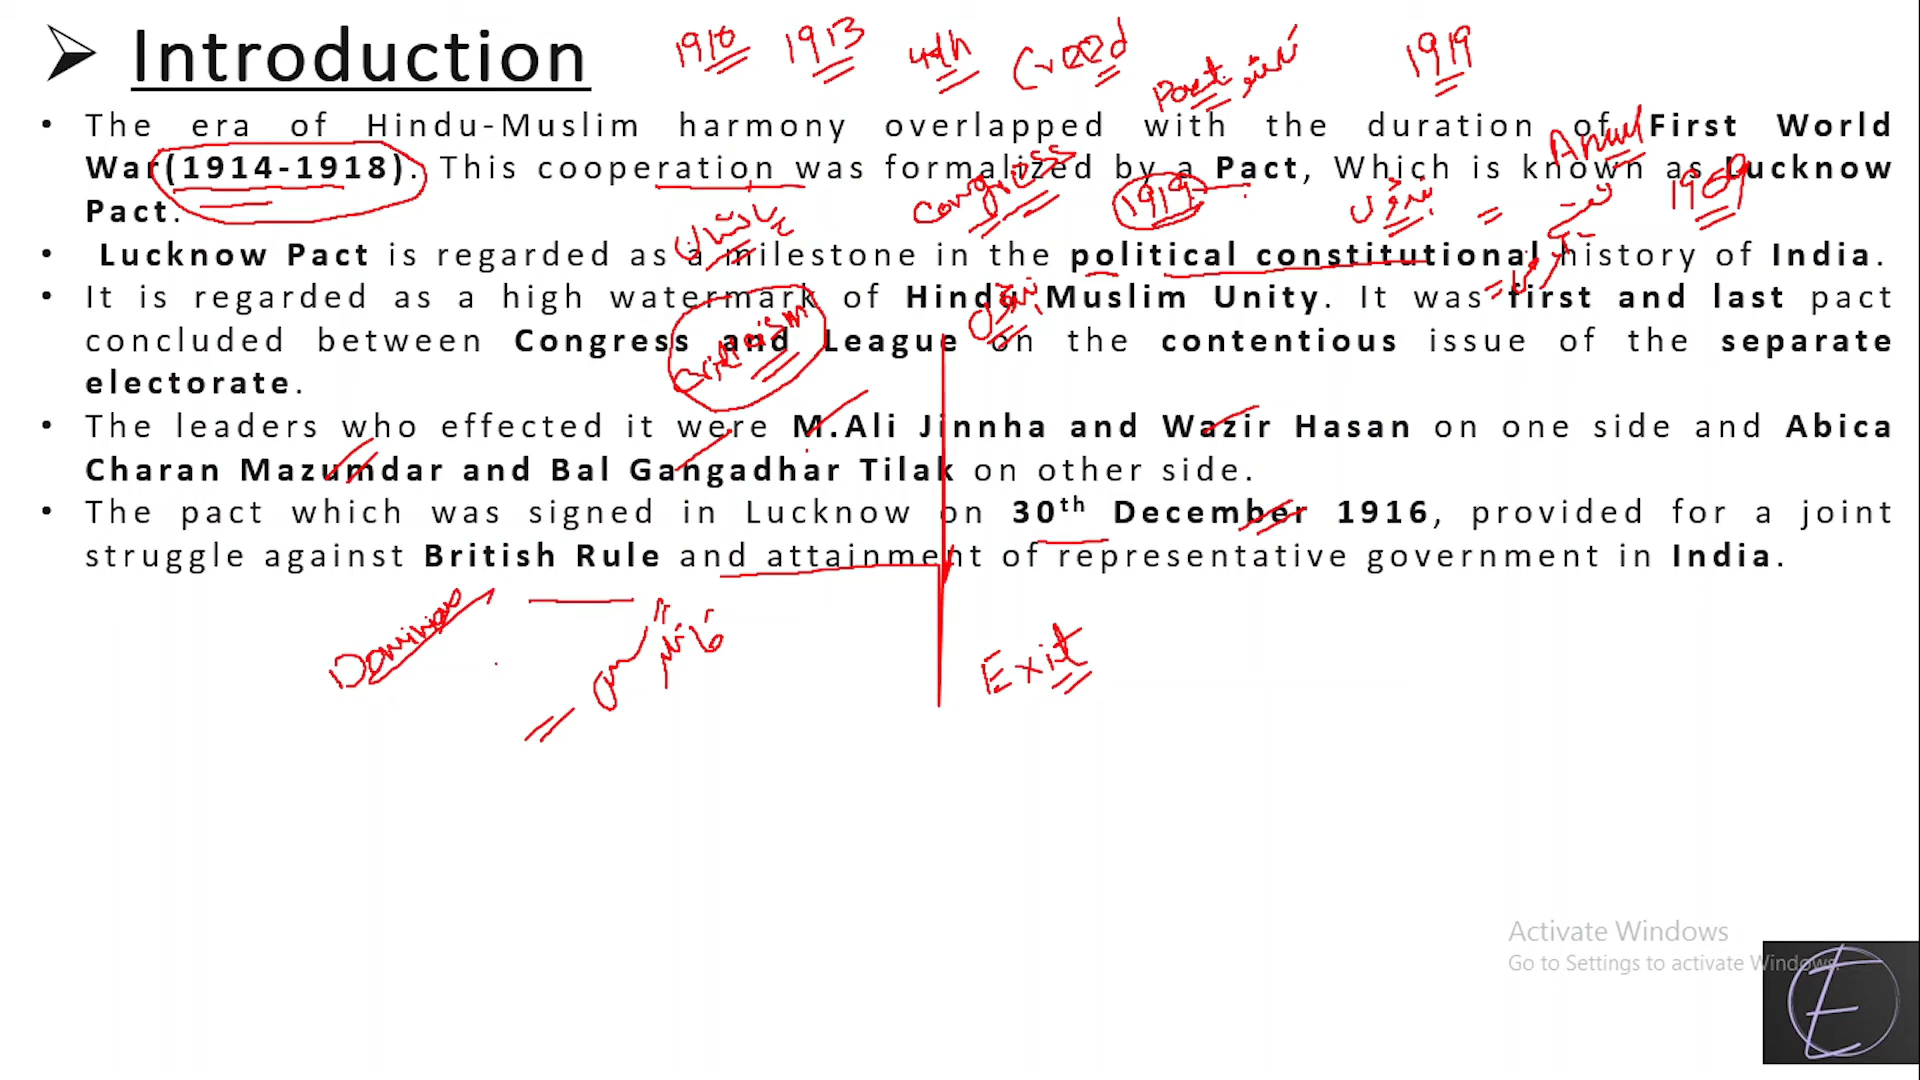 ➢ Introduction
1910 1913 4th Creed Pact 1919
• The era of Hindu-Muslim harmony overlapped with the duration of First World
War(1914-1918). This cooperation was formalized by a Pact, Which is known as Lucknow
Pact.
Congress 1919 1909
• Lucknow Pact is regarded as a milestone in the political constitutional history of India.
• It is regarded as a high watermark of Hindu Muslim Unity. It was first and last pact
concluded between Congress and League on the contentious issue of the separate
criticism
electorate.
• The leaders who effected it were M.Ali Jinnha and Wazir Hasan on one side and Abica
Charan Mazumdar and Bal Gangadhar Tilak on other side.
• The pact which was signed in Lucknow on 30th December 1916, provided for a joint
struggle against British Rule and attainment of representative government in India.
Exit
Activate Windows
Go to Settings to activate Windows.